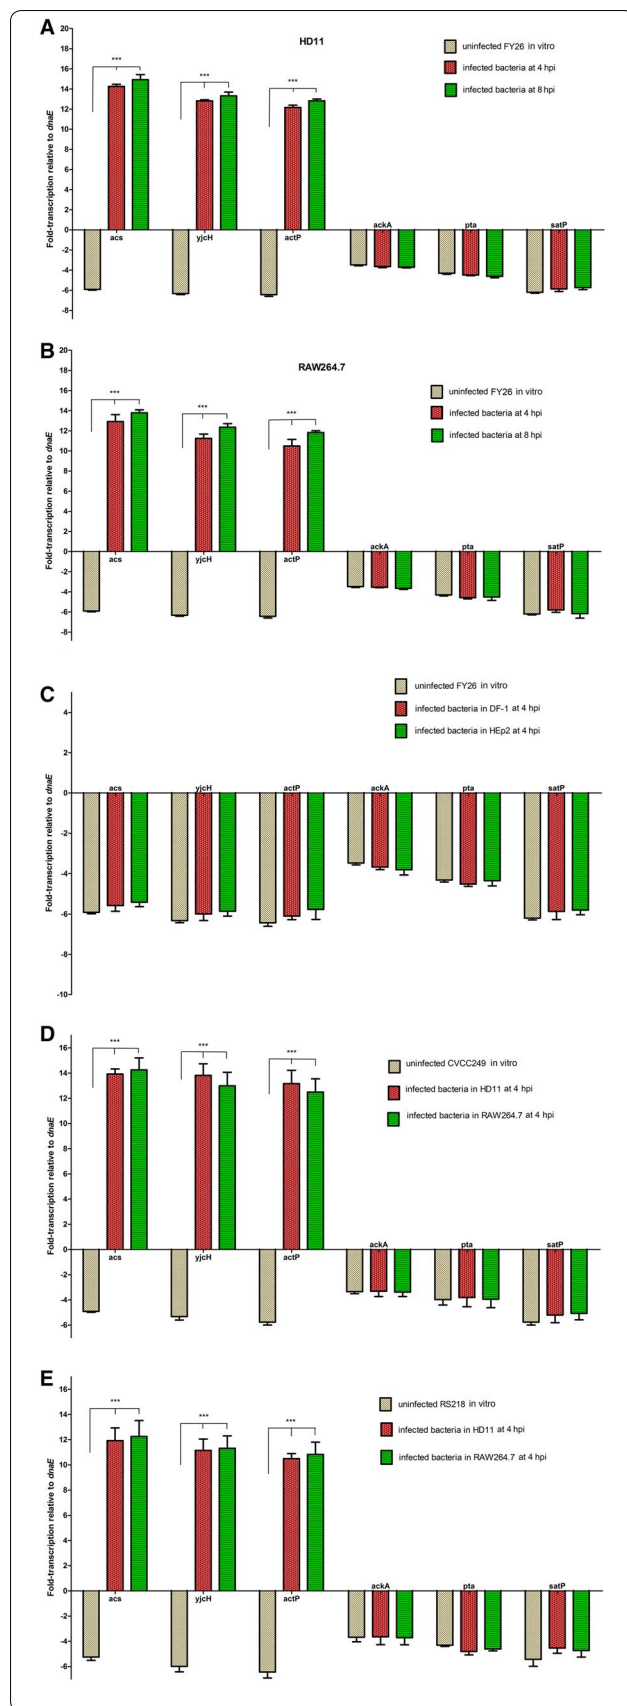 A
HD11
uninfected FY26 in vitro
infected bacteria at 4 hpi
infected bacteria at 8 hpi
Fold-transcription relative to dnaE
20
18
16
14
12
10
8
6
4
2
0
-2
-4
-6
-8
***
***
***
acs
yjcH
actP
ackA
pta
satP
B
RAW264.7
uninfected FY26 in vitro
infected bacteria at 4 hpi
infected bacteria at 8 hpi
Fold-transcription relative to dnaE
20
18
16
14
12
10
8
6
4
2
0
-2
-4
-6
-8
***
***
***
acs
yjcH
actP
ackA
pta
satP
C
uninfected FY26 in vitro
infected bacteria in DF-1 at 4 hpi
infected bacteria in HEp2 at 4 hpi
Fold-transcription relative to dnaE
4
2
0
-2
-4
-6
-8
-10
acs
yjcH
actP
ackA
pta
satP
D
uninfected CVCC249 in vitro
infected bacteria in HD11 at 4 hpi
infected bacteria in RAW264.7 at 4 hpi
Fold-transcription relative to dnaE
16
14
12
10
8
6
4
2
0
-2
-4
-6
***
***
***
acs
yjcH
actP
ackA
pta
satP
E
uninfected RS218 in vitro
infected bacteria in HD11 at 4 hpi
infected bacteria in RAW264.7 at 4 hpi
Fold-transcription relative to dnaE
16
14
12
10
8
6
4
2
0
-2
-4
-6
***
***
***
acs
yjcH
actP
ackA
pta
satP